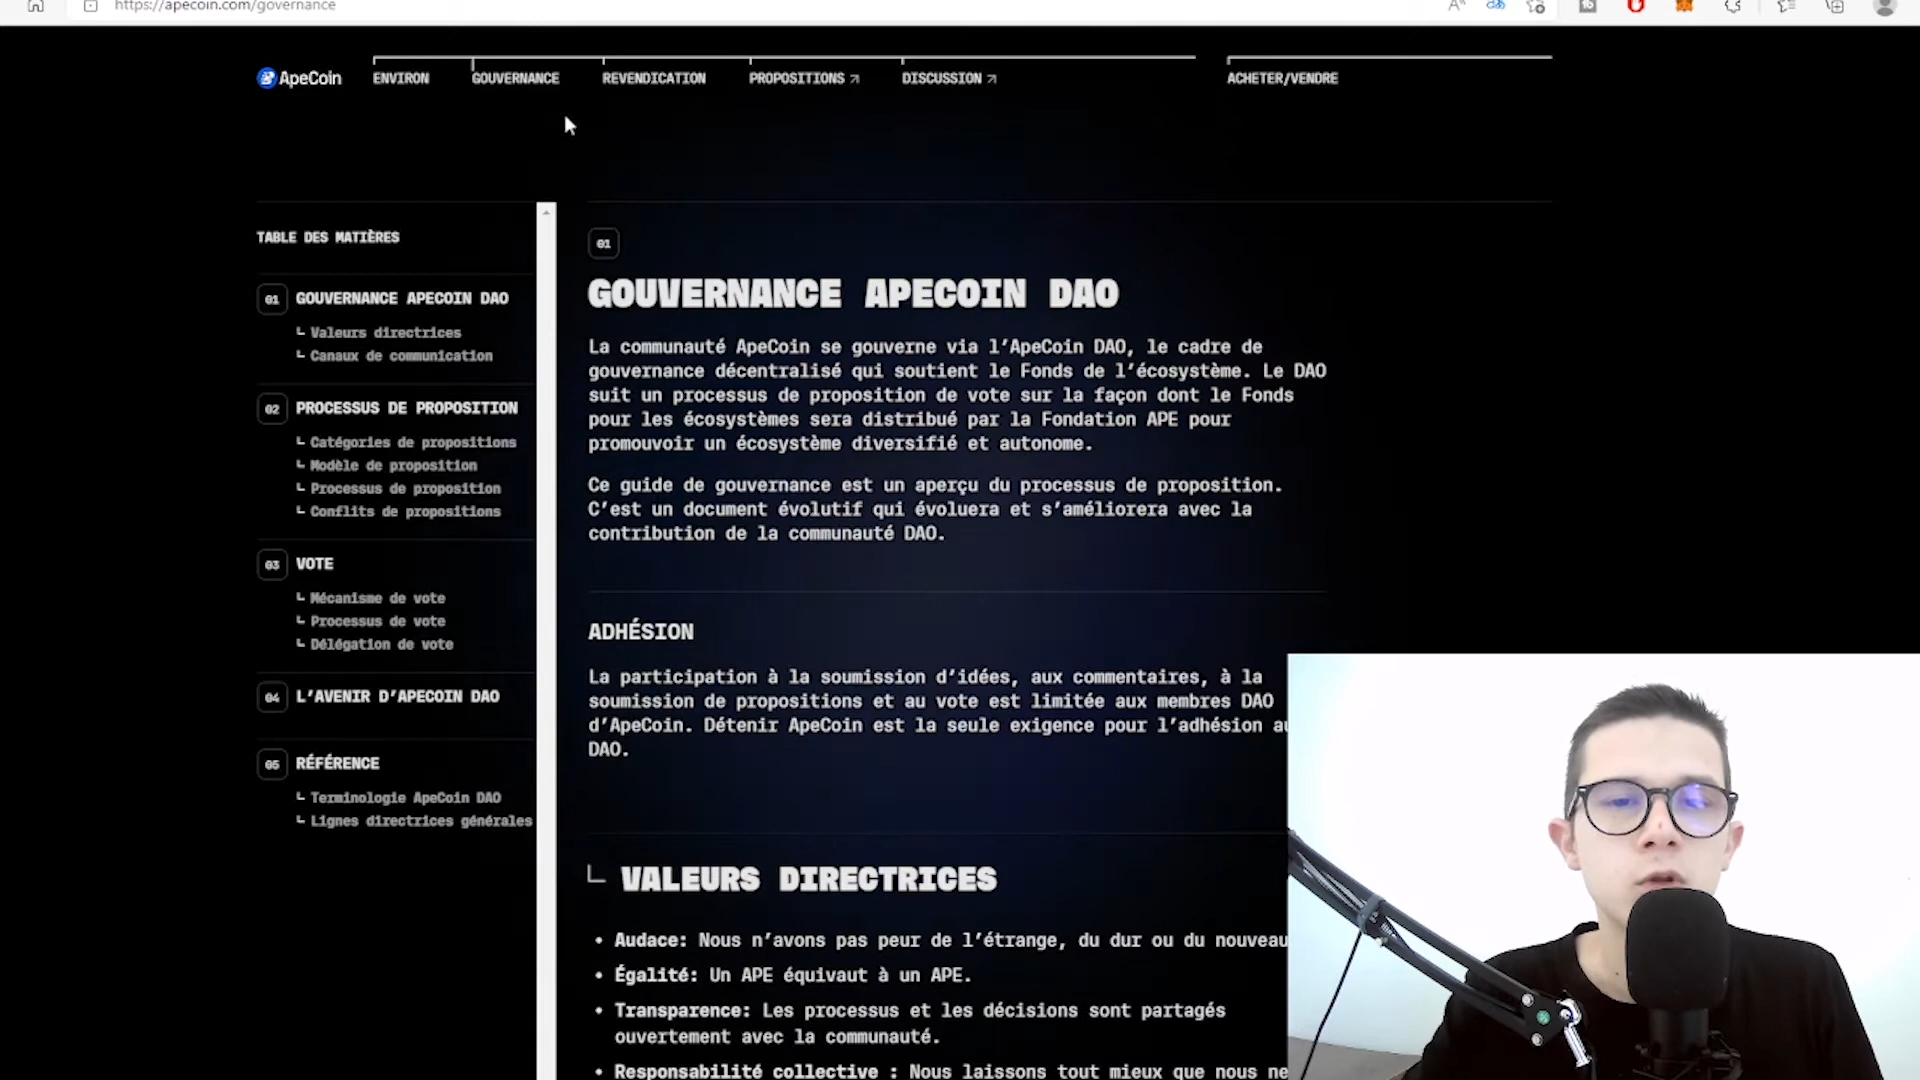 https://apecoin.com/governance
ApeCoin
ENVIRON
GOUVERNANCE
REVENDICATION
PROPOSITIONS
DISCUSSION
ACHETER/VENDRE
TABLE DES MATIÈRES
01 GOUVERNANCE APECOIN DAO
Valeurs directrices
Canaux de communication
02 PROCESSUS DE PROPOSITION
Catégories de propositions
Modèle de proposition
Processus de proposition
Conflits de propositions
03 VOTE
Mécanisme de vote
Processus de vote
Délégation de vote
04 L'AVENIR D'APECOIN DAO
05 RÉFÉRENCE
Terminologie ApeCoin DAO
Lignes directrices générales
01
GOUVERNANCE APECOIN DAO
La communauté ApeCoin se gouverne via l'ApeCoin DAO, le cadre de
gouvernance décentralisé qui soutient le Fonds de l'écosystème. Le DAO
suit un processus de proposition de vote sur la façon dont le Fonds
pour les écosystèmes sera distribué par la Fondation APE pour
promouvoir un écosystème diversifié et autonome.
Ce guide de gouvernance est un aperçu du processus de proposition.
C'est un document évolutif qui évoluera et s'améliorera avec la
contribution de la communauté DAO.
ADHÉSION
La participation à la soumission d'idées, aux commentaires, à la
soumission de propositions et au vote est limitée aux membres DAO
d'ApeCoin. Détenir ApeCoin est la seule exigence pour l'adhésion au
DAO.
VALEURS DIRECTRICES
• Audace: Nous n'avons pas peur de l'étrange, du dur ou du nouveau
• Égalité: Un APE équivaut à un APE.
• Transparence: Les processus et les décisions sont partagés
ouvertement avec la communauté.
• Responsabilité collective : Nous laissons tout mieux que nous ne